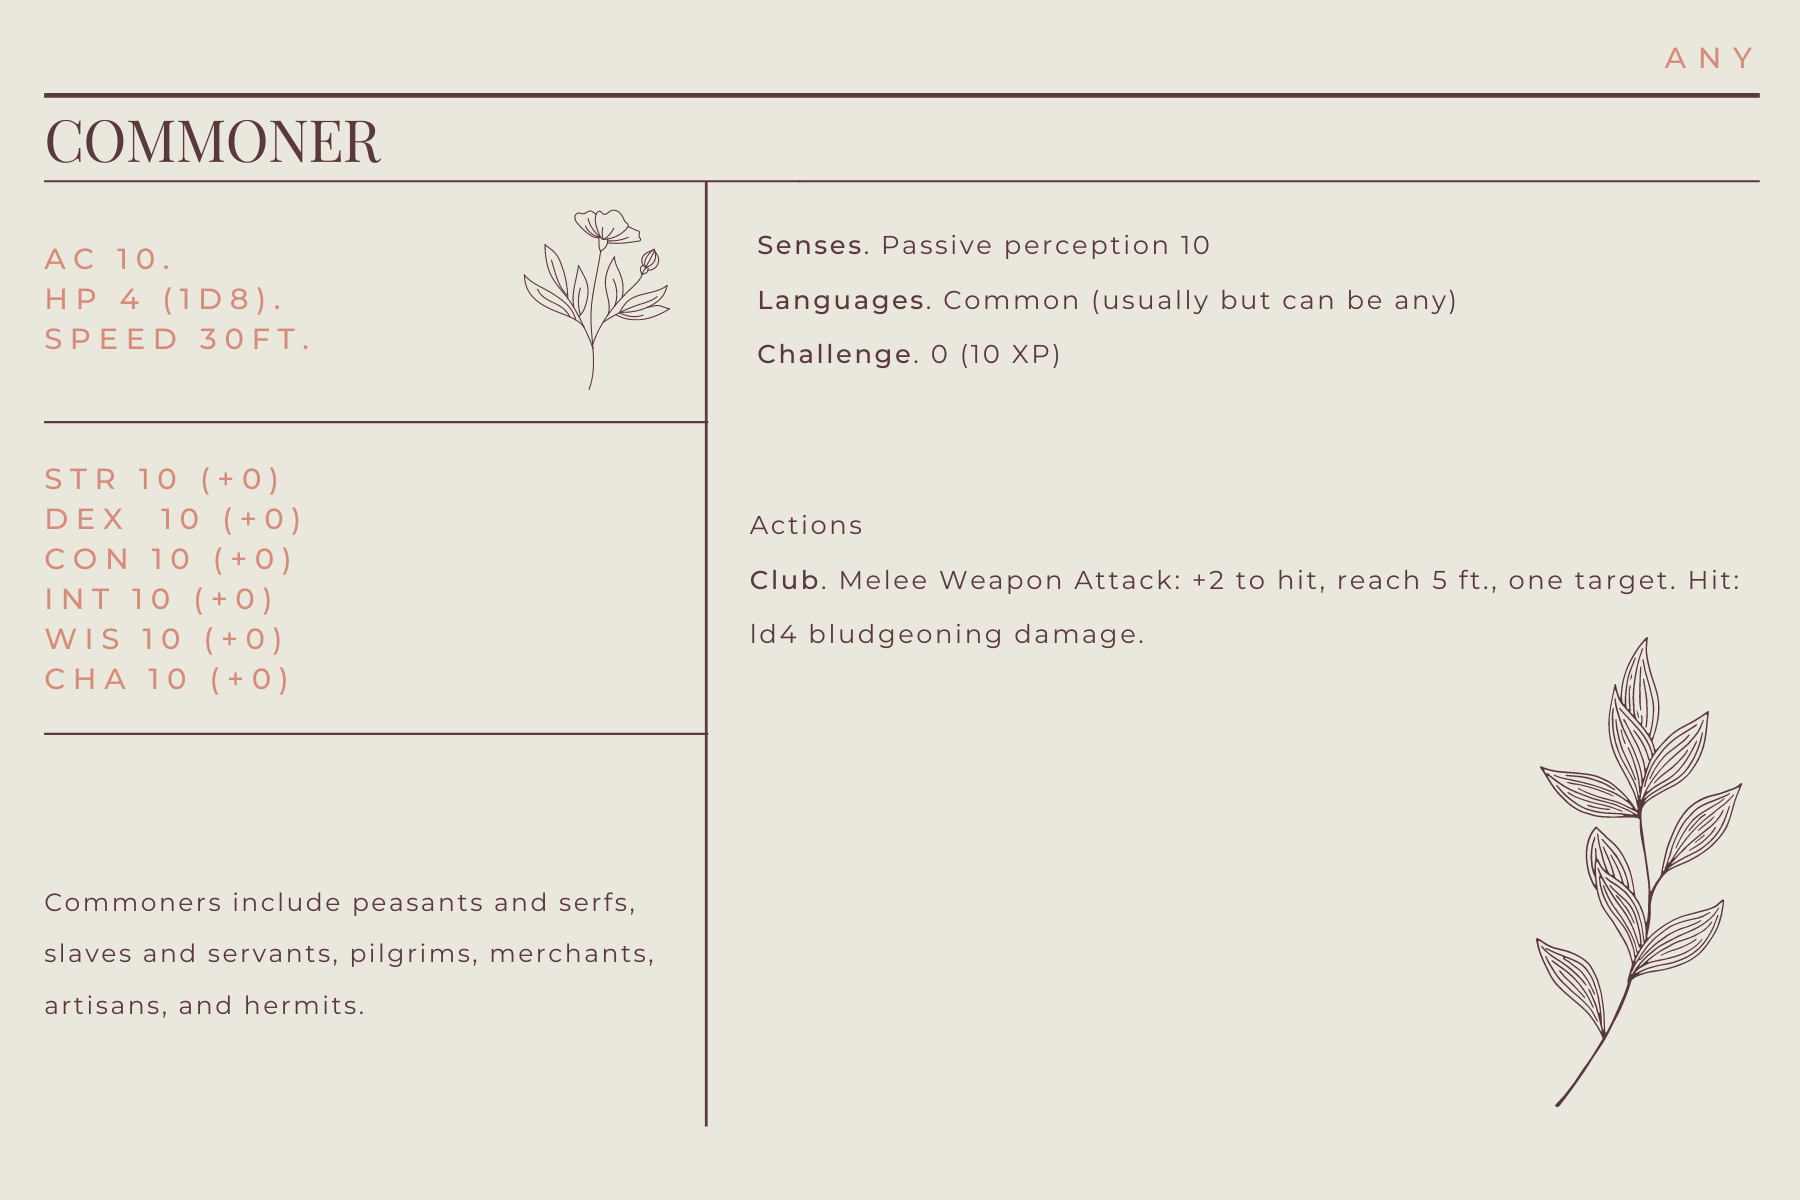 ANY
COMMONER
AC 10.
HP 4 (1D8).
SPEED 30FT.
STR 10 (+0)
DEX 10 (+0)
CON 10 (+0)
INT 10 (+0)
WIS 10 (+0)
CHA 10 (+0)
Commoners include peasants and serfs,
slaves and servants, pilgrims, merchants,
artisans, and hermits.
Senses. Passive perception 10
Languages. Common (usually but can be any)
Challenge. 0 (10 XP)
Actions
Club. Melee Weapon Attack: +2 to hit, reach 5 ft., one target. Hit:
ld4 bludgeoning damage.